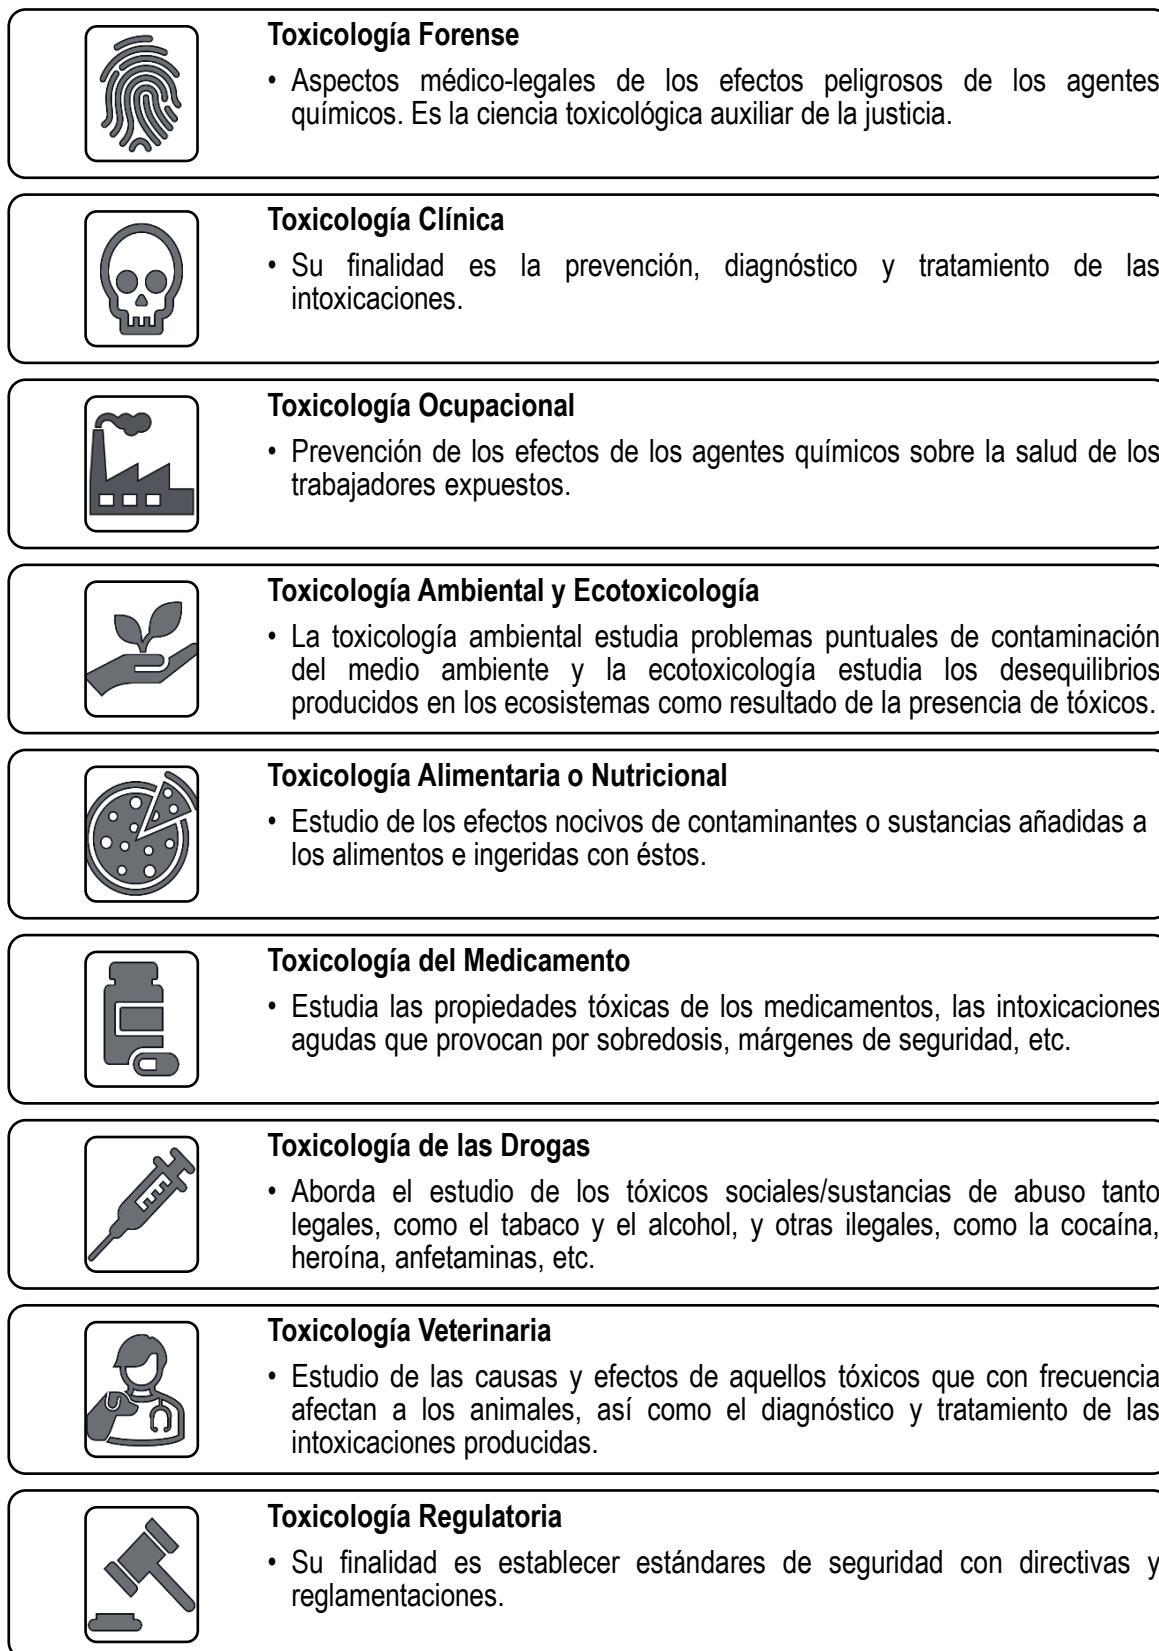 Toxicología Forense
• Aspectos médico-legales de los efectos peligrosos de los agentes
químicos. Es la ciencia toxicológica auxiliar de la justicia.
Toxicología Clínica
• Su finalidad es la prevención, diagnóstico y tratamiento de las
intoxicaciones.
Toxicología Ocupacional
• Prevención de los efectos de los agentes químicos sobre la salud de los
trabajadores expuestos.
Toxicología Ambiental y Ecotoxicología
• La toxicología ambiental estudia problemas puntuales de contaminación
del medio ambiente y la ecotoxicología estudia los desequilibrios
producidos en los ecosistemas como resultado de la presencia de tóxicos.
Toxicología Alimentaria o Nutricional
• Estudio de los efectos nocivos de contaminantes o sustancias añadidas a
los alimentos e ingeridas con éstos.
Toxicología del Medicamento
• Estudia las propiedades tóxicas de los medicamentos, las intoxicaciones
agudas que provocan por sobredosis, márgenes de seguridad, etc.
Toxicología de las Drogas
• Aborda el estudio de los tóxicos sociales/sustancias de abuso tanto
legales, como el tabaco y el alcohol, y otras ilegales, como la cocaína,
heroína, anfetaminas, etc.
Toxicología Veterinaria
• Estudio de las causas y efectos de aquellos tóxicos que con frecuencia
afectan a los animales, así como el diagnóstico y tratamiento de las
intoxicaciones producidas.
Toxicología Regulatoria
• Su finalidad es establecer estándares de seguridad con directivas y
reglamentaciones.